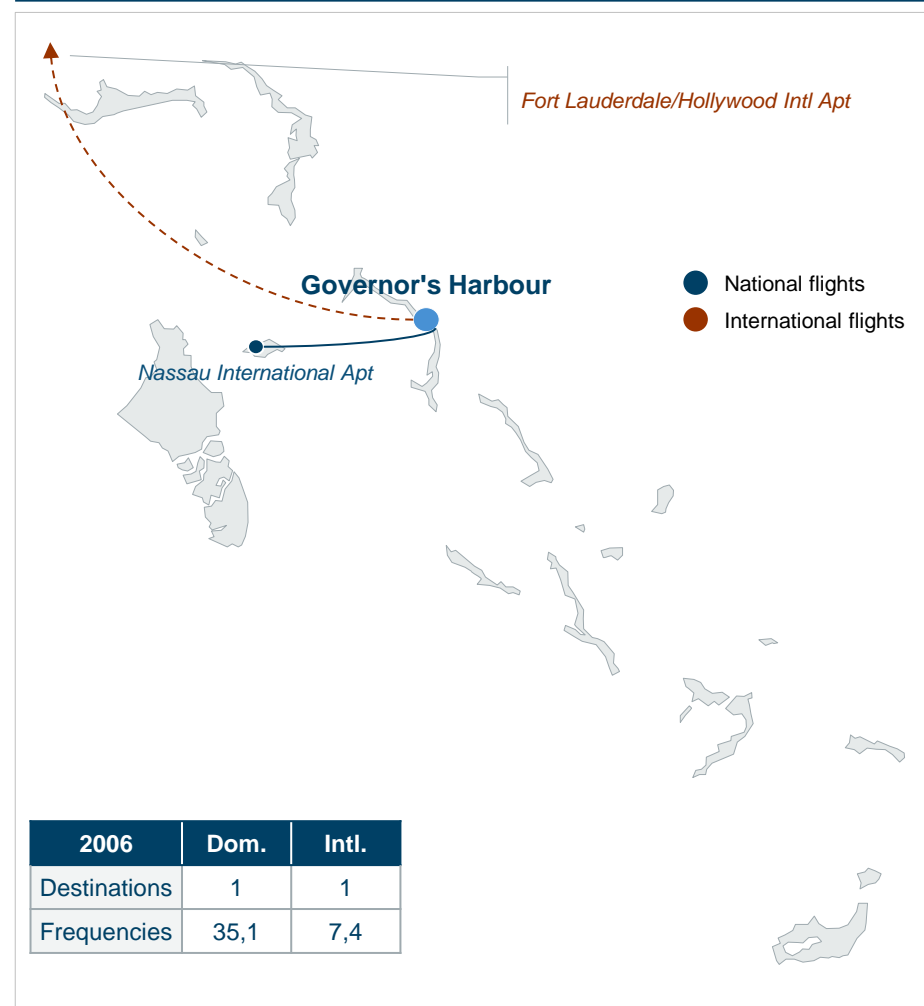 Fort Lauderdale/Hollywood Intl Apt
Governor's Harbour
National flights
International flights
Nassau International Apt
2006 Dom. Intl.
Destinations 1 1
Frequencies 35,1 7,4